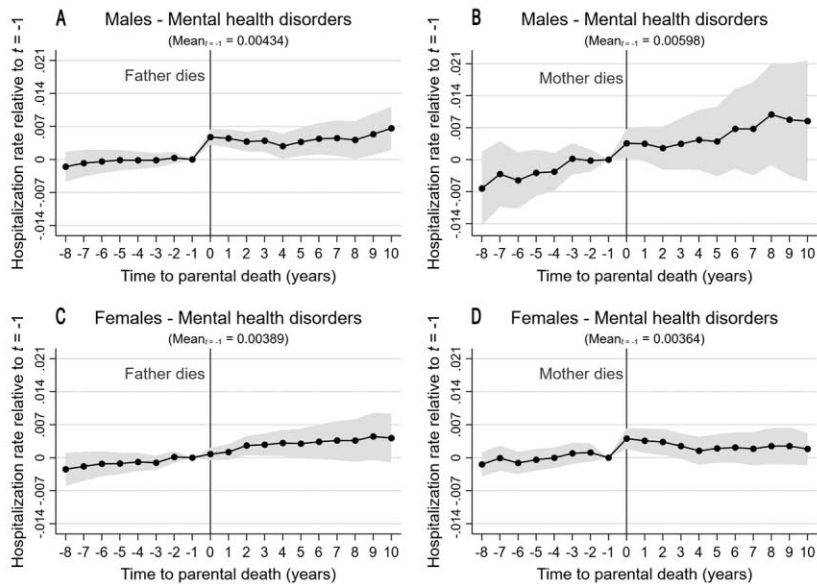 A Males - Mental health disorders
(Meanₜ₌₋₁ = 0.00434)
Father dies
Hospitalization rate relative to t = -1
.021
.014
.007
0
-.007
-.014
-8 -7 -6 -5 -4 -3 -2 -1 0 1 2 3 4 5 6 7 8 9 10
Time to parental death (years)
B Males - Mental health disorders
(Meanₜ₌₋₁ = 0.00598)
Mother dies
Hospitalization rate relative to t = -1
.021
.014
.007
0
-.007
-.014
-8 -7 -6 -5 -4 -3 -2 -1 0 1 2 3 4 5 6 7 8 9 10
Time to parental death (years)
C Females - Mental health disorders
(Meanₜ₌₋₁ = 0.00389)
Father dies
Hospitalization rate relative to t = -1
.021
.014
.007
0
-.007
-.014
-8 -7 -6 -5 -4 -3 -2 -1 0 1 2 3 4 5 6 7 8 9 10
Time to parental death (years)
D Females - Mental health disorders
(Meanₜ₌₋₁ = 0.00364)
Mother dies
Hospitalization rate relative to t = -1
.021
.014
.007
0
-.007
-.014
-8 -7 -6 -5 -4 -3 -2 -1 0 1 2 3 4 5 6 7 8 9 10
Time to parental death (years)